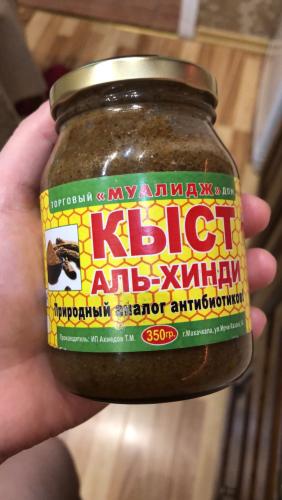 ТОРГОВЫЙ «МУАЛИДЖ» ДОМ
КЫСТ
АЛЬ-ХИНДИ
Природный аналог антибиотиков!
Производитель: ИП Ахмедов Т.М.
350гр.
г.Махачкала, ул.